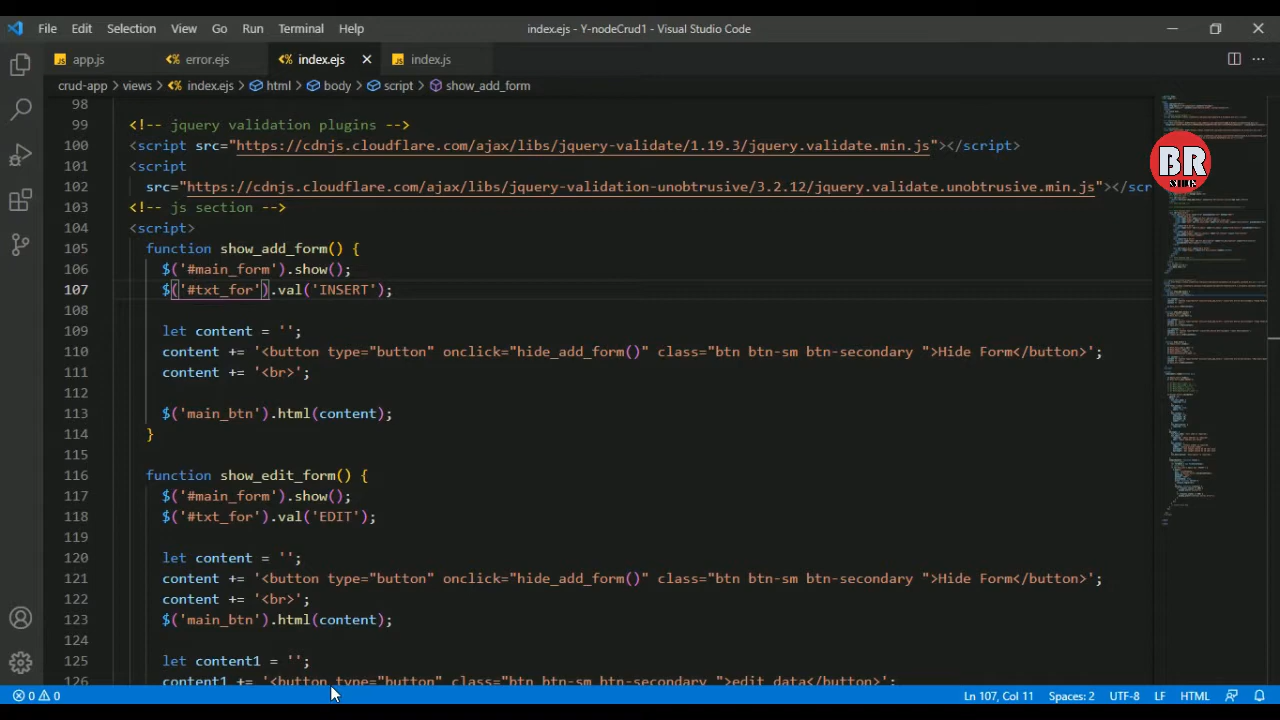 File Edit Selection View Go Run Terminal Help index.ejs - Y-nodeCrud1 - Visual Studio Code
JS app.js error.ejs index.ejs JS index.js
crud-app > views > index.ejs > html > body > script > show_add_form
98
99 <!-- jquery validation plugins -->
100 <script src="https://cdnjs.cloudflare.com/ajax/libs/jquery-validate/1.19.3/jquery.validate.min.js"></script>
101 <script
102 src="https://cdnjs.cloudflare.com/ajax/libs/jquery-validation-unobtrusive/3.2.12/jquery.validate.unobtrusive.min.js"></scr
103 <!-- js section -->
104 <script>
105 function show_add_form() {
106 $('#main_form').show();
107 $('#txt_for').val('INSERT');
108
109 let content = '';
110 content += '<button type="button" onclick="hide_add_form()" class="btn btn-sm btn-secondary ">Hide Form</button>';
111 content += '<br>';
112
113 $('main_btn').html(content);
114 }
115
116 function show_edit_form() {
117 $('#main_form').show();
118 $('#txt_for').val('EDIT');
119
120 let content = '';
121 content += '<button type="button" onclick="hide_add_form()" class="btn btn-sm btn-secondary ">Hide Form</button>';
122 content += '<br>';
123 $('main_btn').html(content);
124
125 let content1 = '';
126 content1 += '<button type="button" class="btn btn-sm btn-secondary ">edit data</button>';
BR
0 0 Ln 107, Col 11 Spaces: 2 UTF-8 LF HTML